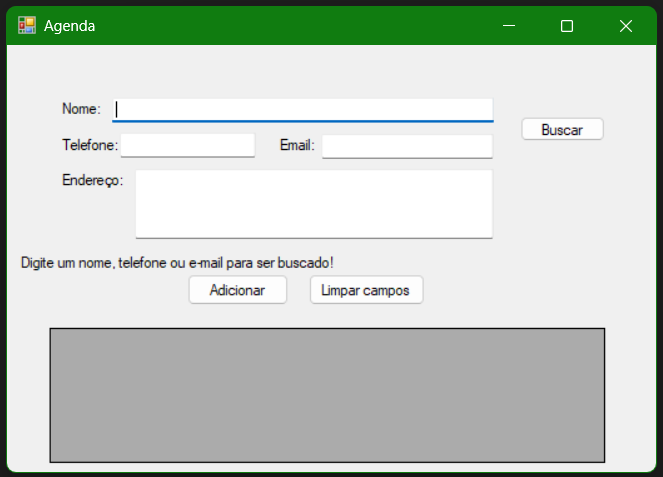 Agenda
Nome:
Buscar
Telefone: Email:
Endereço:
Digite um nome, telefone ou e-mail para ser buscado!
Adicionar Limpar campos